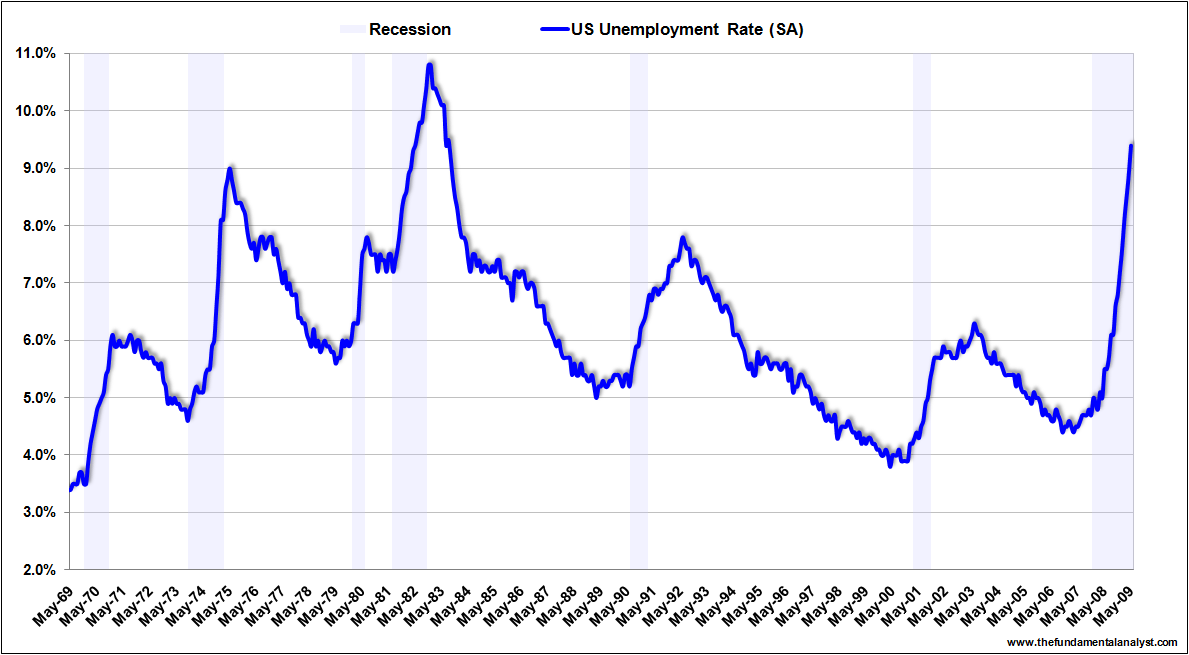 Recession
US Unemployment Rate (SA)
11.0%
10.0%
9.0%
8.0%
7.0%
6.0%
5.0%
4.0%
3.0%
2.0%
May-69
May-70
May-71
May-72
May-73
May-74
May-75
May-76
May-77
May-78
May-79
May-80
May-81
May-82
May-83
May-84
May-85
May-86
May-87
May-88
May-89
May-90
May-91
May-92
May-93
May-94
May-95
May-96
May-97
May-98
May-99
May-00
May-01
May-02
May-03
May-04
May-05
May-06
May-07
May-08
May-09
www.thefundamentalanalyst.com